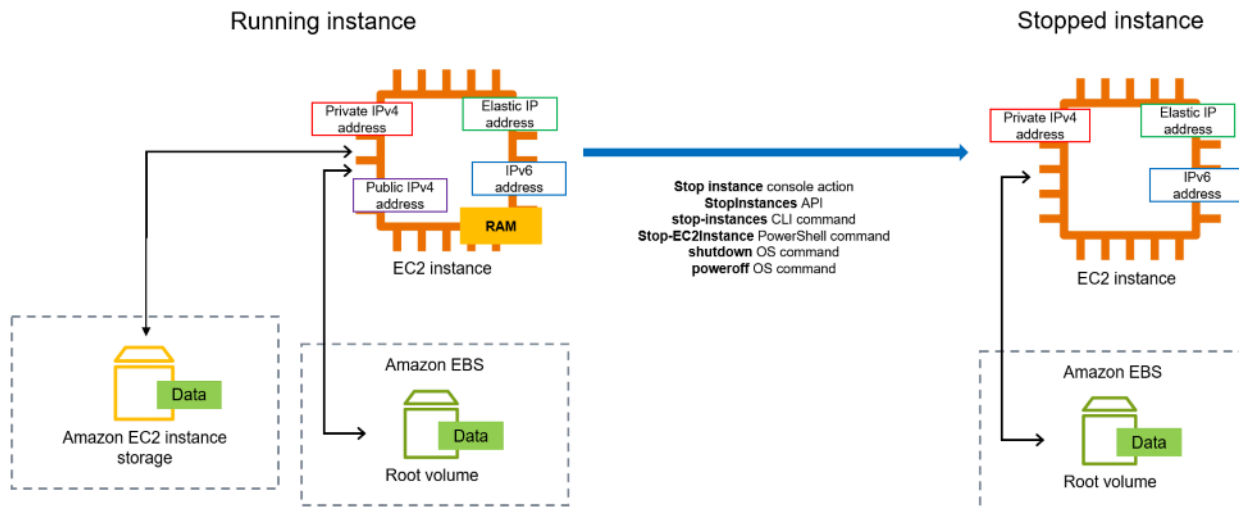 Running instance
Stopped instance
Private IPv4
address
Elastic IP
address
Public IPv4
address
IPv6
address
RAM
EC2 instance
Stop instance console action
StopInstances API
stop-instances CLI command
Stop-EC2Instance PowerShell command
shutdown OS command
poweroff OS command
Private IPv4
address
Elastic IP
address
IPv6
address
EC2 instance
Data
Amazon EC2 instance
storage
Amazon EBS
Data
Root volume
Amazon EBS
Data
Root volume